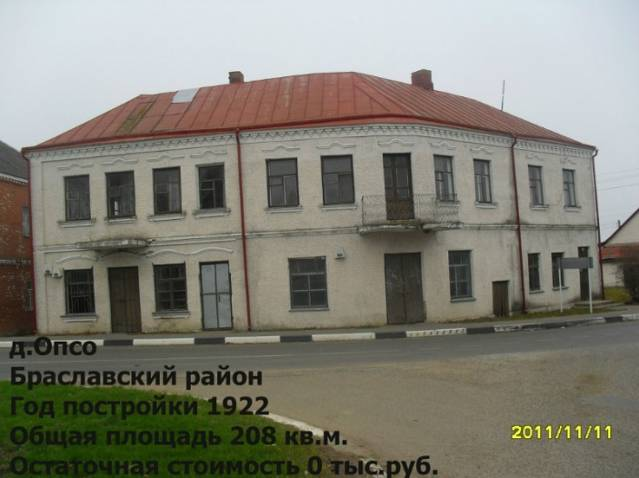 д.Опсо
Браславский район
Год постройки 1922
Общая площадь 208 кв.м.
Остаточная стоимость 0 тыс.руб.
2011/11/11